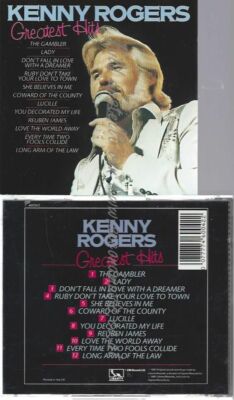 KENNY ROGERS
Greatest Hits
THE GAMBLER
LADY
DON'T FALL IN LOVE
WITH A DREAMER
RUBY DON'T TAKE
YOUR LOVE TO TOWN
SHE BELIEVES IN ME
COWARD OF THE COUNTY
LUCILLE
YOU DECORATED MY LIFE
REUBEN JAMES
LOVE THE WORLD AWAY
EVERY TIME TWO
FOOLS COLLIDE
LONG ARM OF THE LAW
KENNY
ROGERS
Greatest Hits
1 THE GAMBLER
2 LADY
3 DON'T FALL IN LOVE WITH A DREAMER
4 RUBY DON'T TAKE YOUR LOVE TO TOWN
5 SHE BELIEVES IN ME
6 COWARD OF THE COUNTY
7 LUCILLE
8 YOU DECORATED MY LIFE
9 REUBEN JAMES
10 LOVE THE WORLD AWAY
11 EVERY TIME TWO FOOLS COLLIDE
12 LONG ARM OF THE LAW